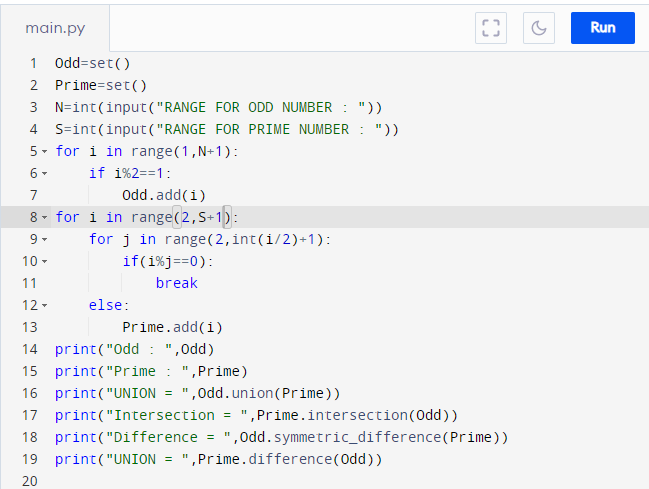 main.py
Run
1 Odd=set()
2 Prime=set()
3 N=int(input("RANGE FOR ODD NUMBER : "))
4 S=int(input("RANGE FOR PRIME NUMBER : "))
5 for i in range(1,N+1):
6     if i%2==1:
7         Odd.add(i)
8 for i in range(2,S+1):
9     for j in range(2,int(i/2)+1):
10         if(i%j==0):
11             break
12     else:
13         Prime.add(i)
14 print("Odd : ",Odd)
15 print("Prime : ",Prime)
16 print("UNION = ",Odd.union(Prime))
17 print("Intersection = ",Prime.intersection(Odd))
18 print("Difference = ",Odd.symmetric_difference(Prime))
19 print("UNION = ",Prime.difference(Odd))
20